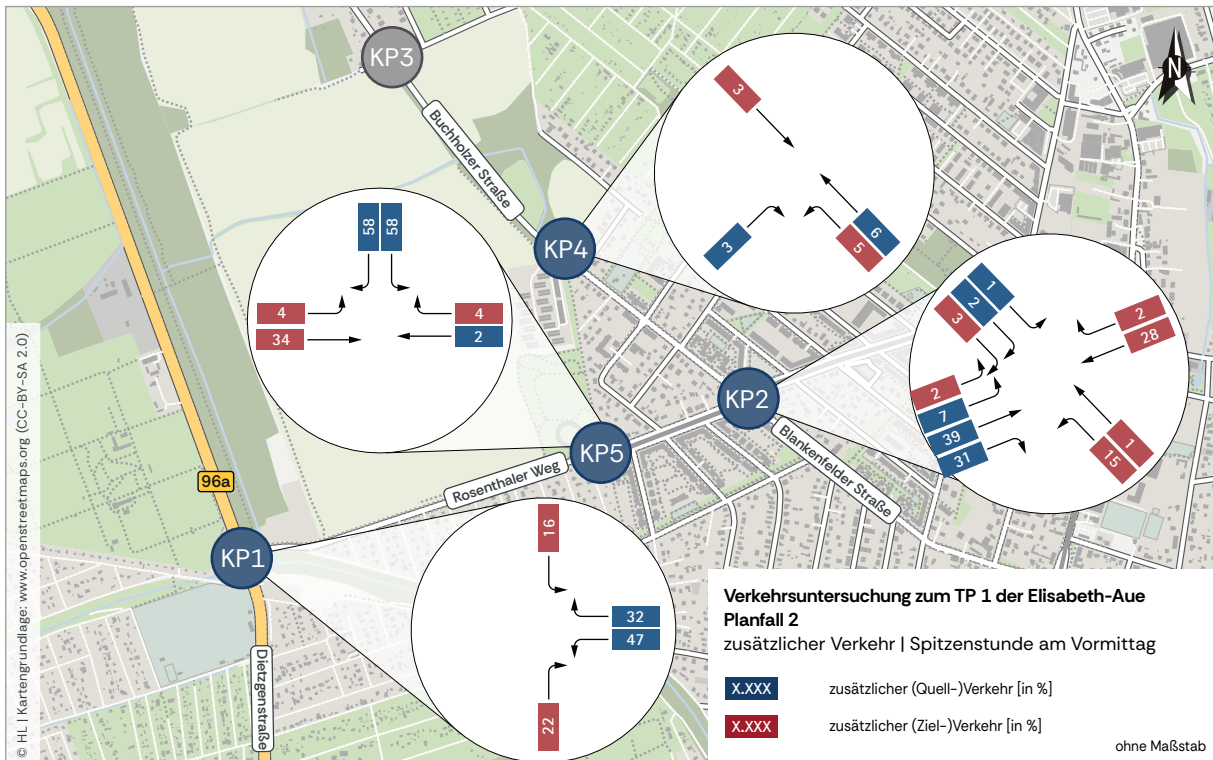 KP3
N
Buchholzer Straße
3
KP4
6
5
3
58
58
4
34
4
2
1
2
3
2
28
2
7
39
31
1
15
KP2
KP5
Blankenfelder Straße
Rosenthaler Weg
96a
KP1
16
32
47
22
Dietzgenstraße
© HL | Kartengrundlage: www.openstreetmaps.org (CC-BY-SA 2.0)
Verkehrsuntersuchung zum TP 1 der Elisabeth-Aue
Planfall 2
zusätzlicher Verkehr | Spitzenstunde am Vormittag
X.XXX zusätzlicher (Quell-)Verkehr [in %]
X.XXX zusätzlicher (Ziel-)Verkehr [in %]
ohne Maßstab